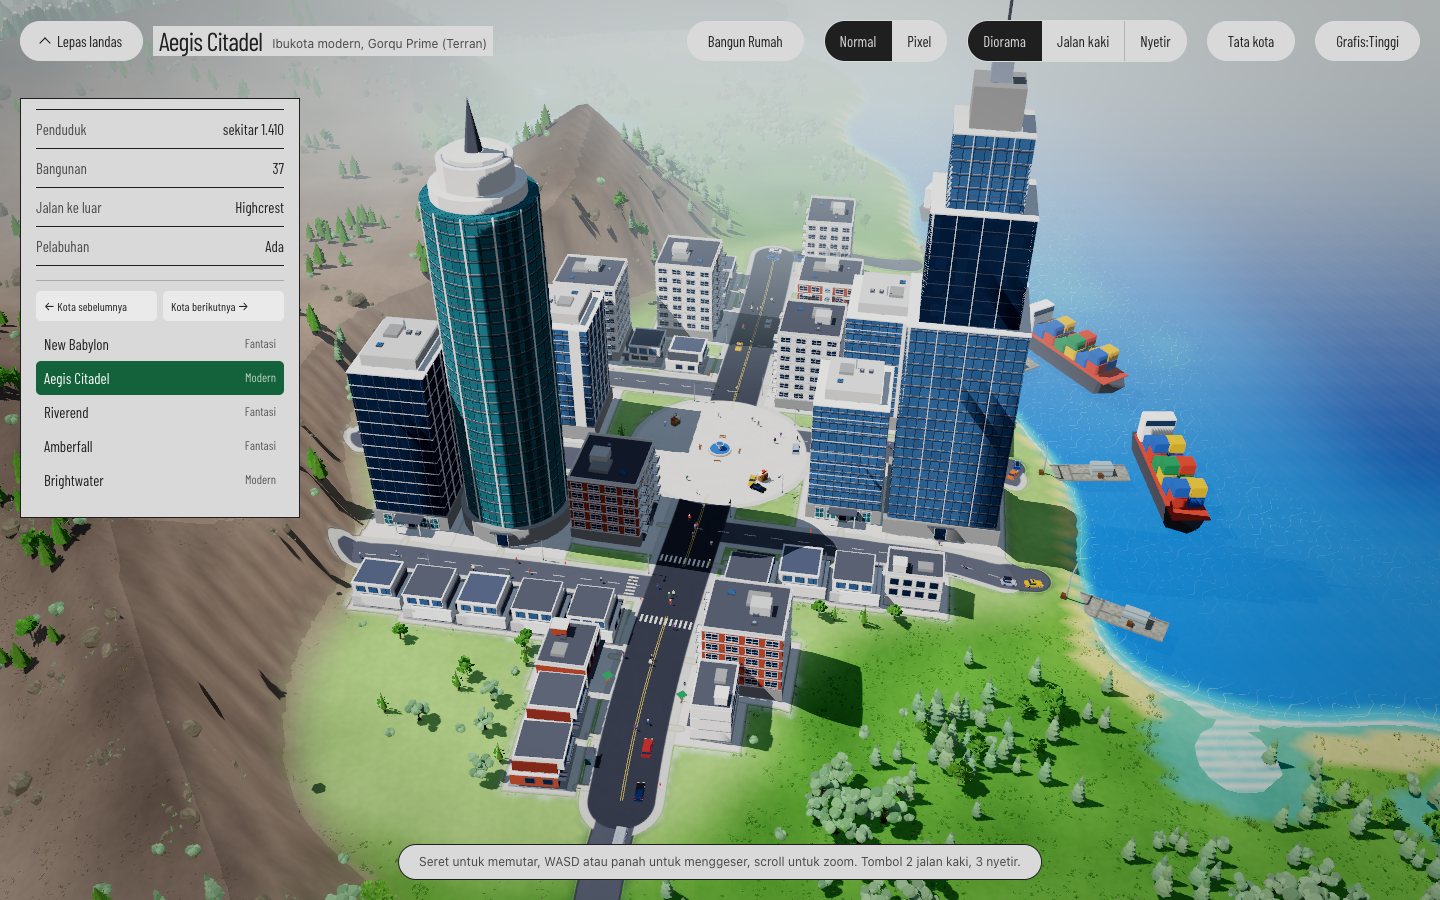 Lepas landas
Aegis Citadel Ibukota modern, Gorqu Prime (Terran)
Bangun Rumah
Normal Pixel
Diorama Jalan kaki Nyetir
Tata kota
Grafis:Tinggi
Penduduk sekitar 1.410
Bangunan 37
Jalan ke luar Highcrest
Pelabuhan Ada
← Kota sebelumnya Kota berikutnya →
New Babylon Fantasi
Aegis Citadel Modern
Riverend Fantasi
Amberfall Fantasi
Brightwater Modern
Seret untuk memutar, WASD atau panah untuk menggeser, scroll untuk zoom. Tombol 2 jalan kaki, 3 nyetir.